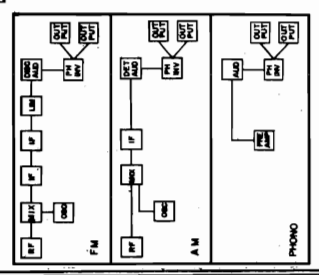 RF
MIX
OSC
IF
IF
LIM
DISC
AUD
PH
INV
OUT
PUT
OUT
PUT
FM
RF
MIX
OSC
IF
DET
AUD
PH
INV
OUT
PUT
OUT
PUT
AM
PRE
AMP
AUD
PH
INV
OUT
PUT
OUT
PUT
PHONO